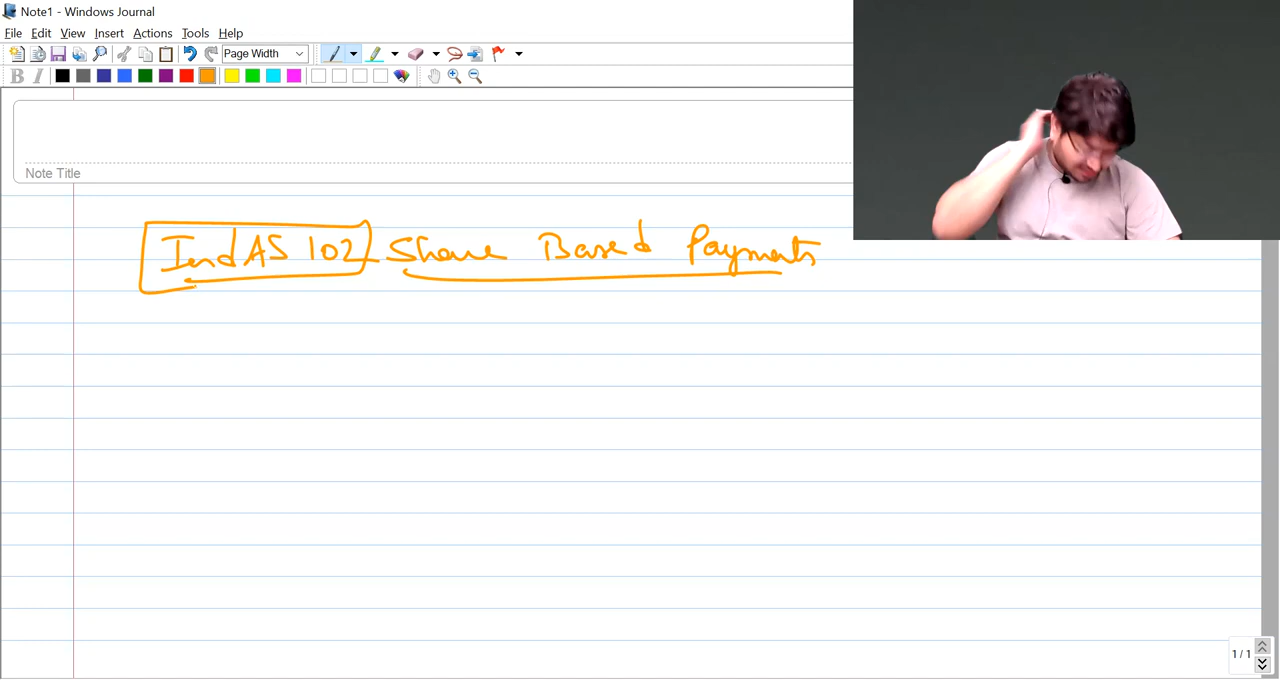 Note1 - Windows Journal
File Edit View Insert Actions Tools Help
Page Width
B I
Note Title
Ind AS 102 - Share Based Payments
1 / 1